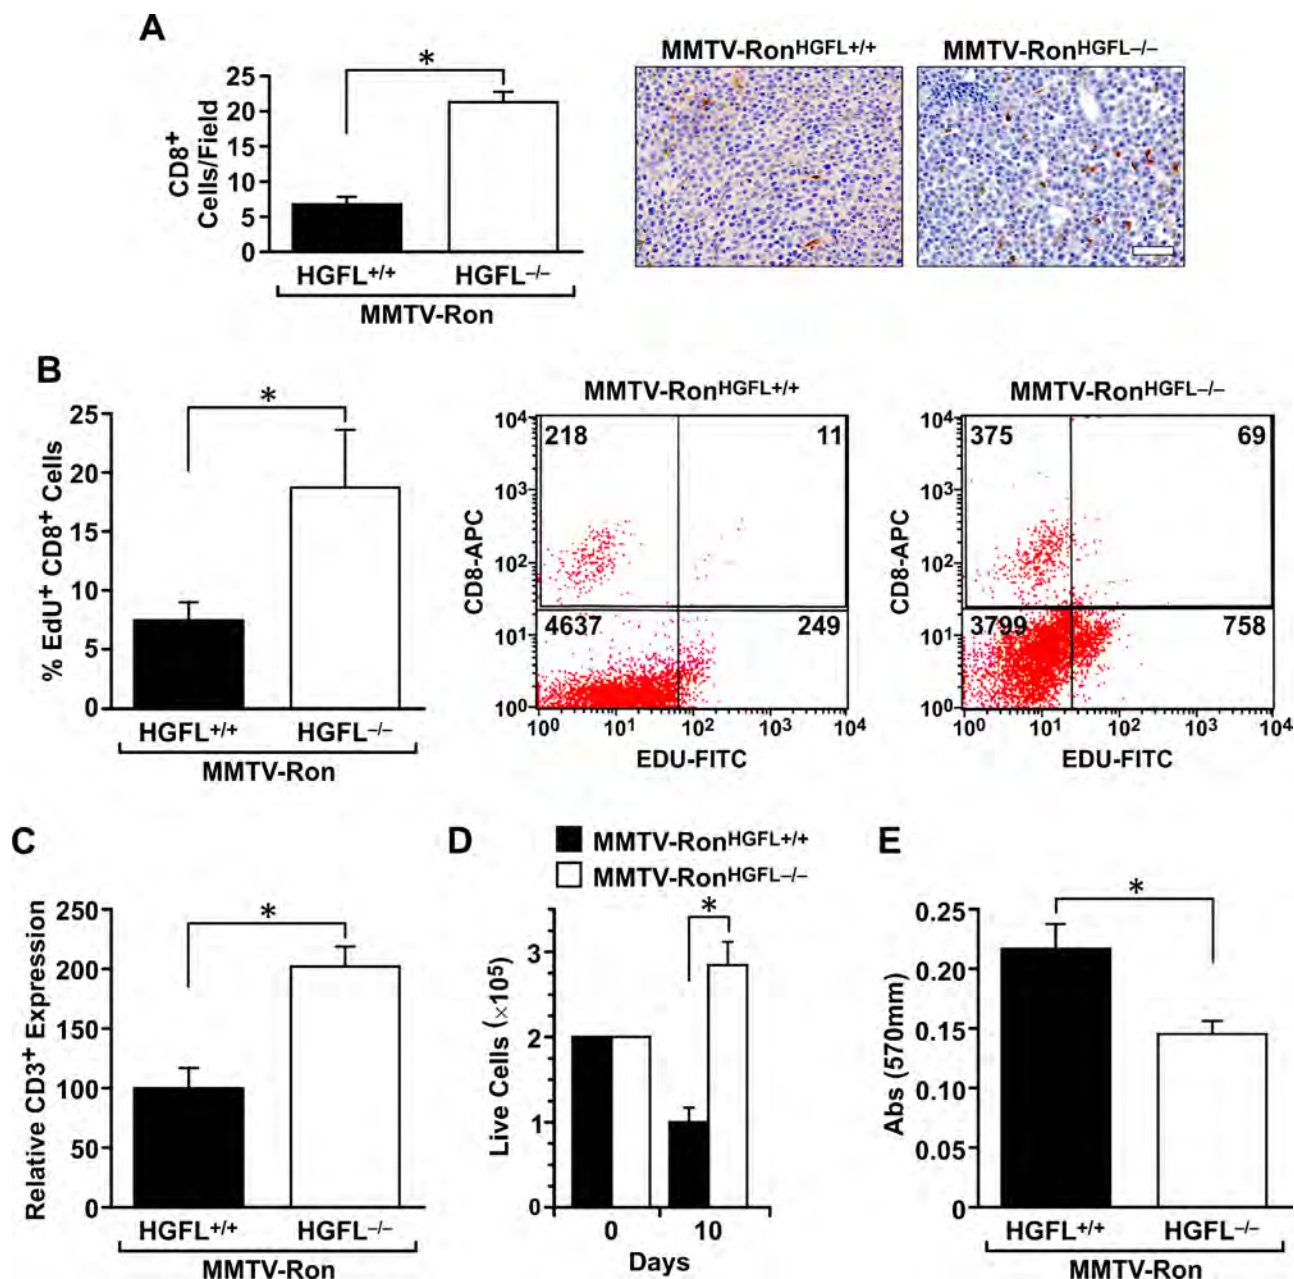 A
CD8+
Cells/Field
25
20
15
10
5
0
*
HGFL+/+
HGFL–/–
MMTV-Ron
MMTV-RonHGFL+/+
MMTV-RonHGFL–/–
B
% EdU+ CD8+ Cells
25
20
15
10
5
0
*
HGFL+/+
HGFL–/–
MMTV-Ron
MMTV-RonHGFL+/+
CD8-APC
10⁴
10³
10²
10¹
10⁰
218
11
4637
249
10⁰
10¹
10²
10³
10⁴
EDU-FITC
MMTV-RonHGFL–/–
CD8-APC
10⁴
10³
10²
10¹
10⁰
375
69
3799
758
10⁰
10¹
10²
10³
10⁴
EDU-FITC
C
Relative CD3+ Expression
250
200
150
100
50
0
*
HGFL+/+
HGFL–/–
MMTV-Ron
D
MMTV-RonHGFL+/+
MMTV-RonHGFL–/–
Live Cells (×10⁵)
3
2
1
0
*
0
10
Days
E
Abs (570mm)
0.25
0.20
0.15
0.10
0.05
0
*
HGFL+/+
HGFL–/–
MMTV-Ron